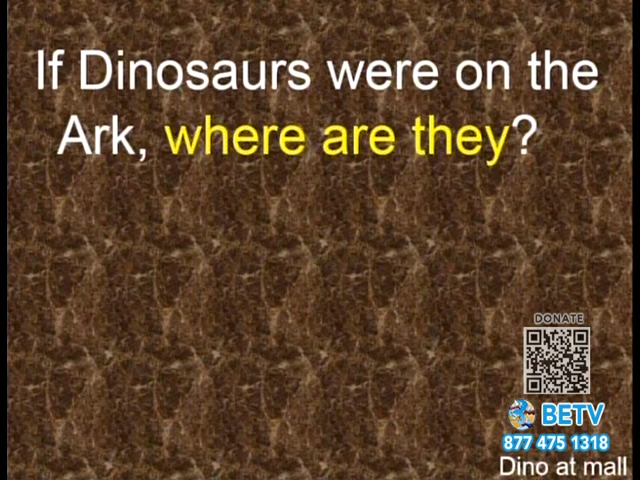 If Dinosaurs were on the
Ark, where are they?
DONATE
BETV
877 475 1318
Dino at mall